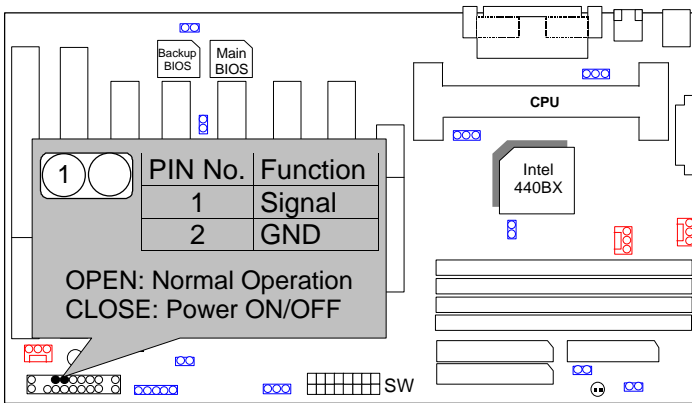 Backup
BIOS
Main
BIOS
CPU
Intel
440BX
1
PIN No. Function
1 Signal
2 GND
OPEN: Normal Operation
CLOSE: Power ON/OFF
SW